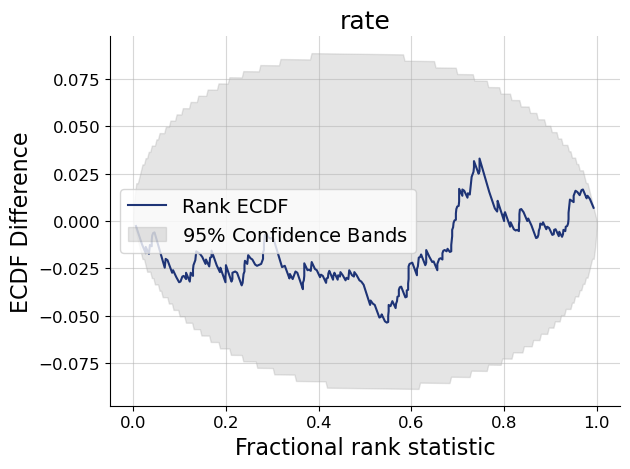 rate
ECDF Difference
0.075
0.050
0.025
0.000
−0.025
−0.050
−0.075
Rank ECDF
95% Confidence Bands
0.0 0.2 0.4 0.6 0.8 1.0
Fractional rank statistic